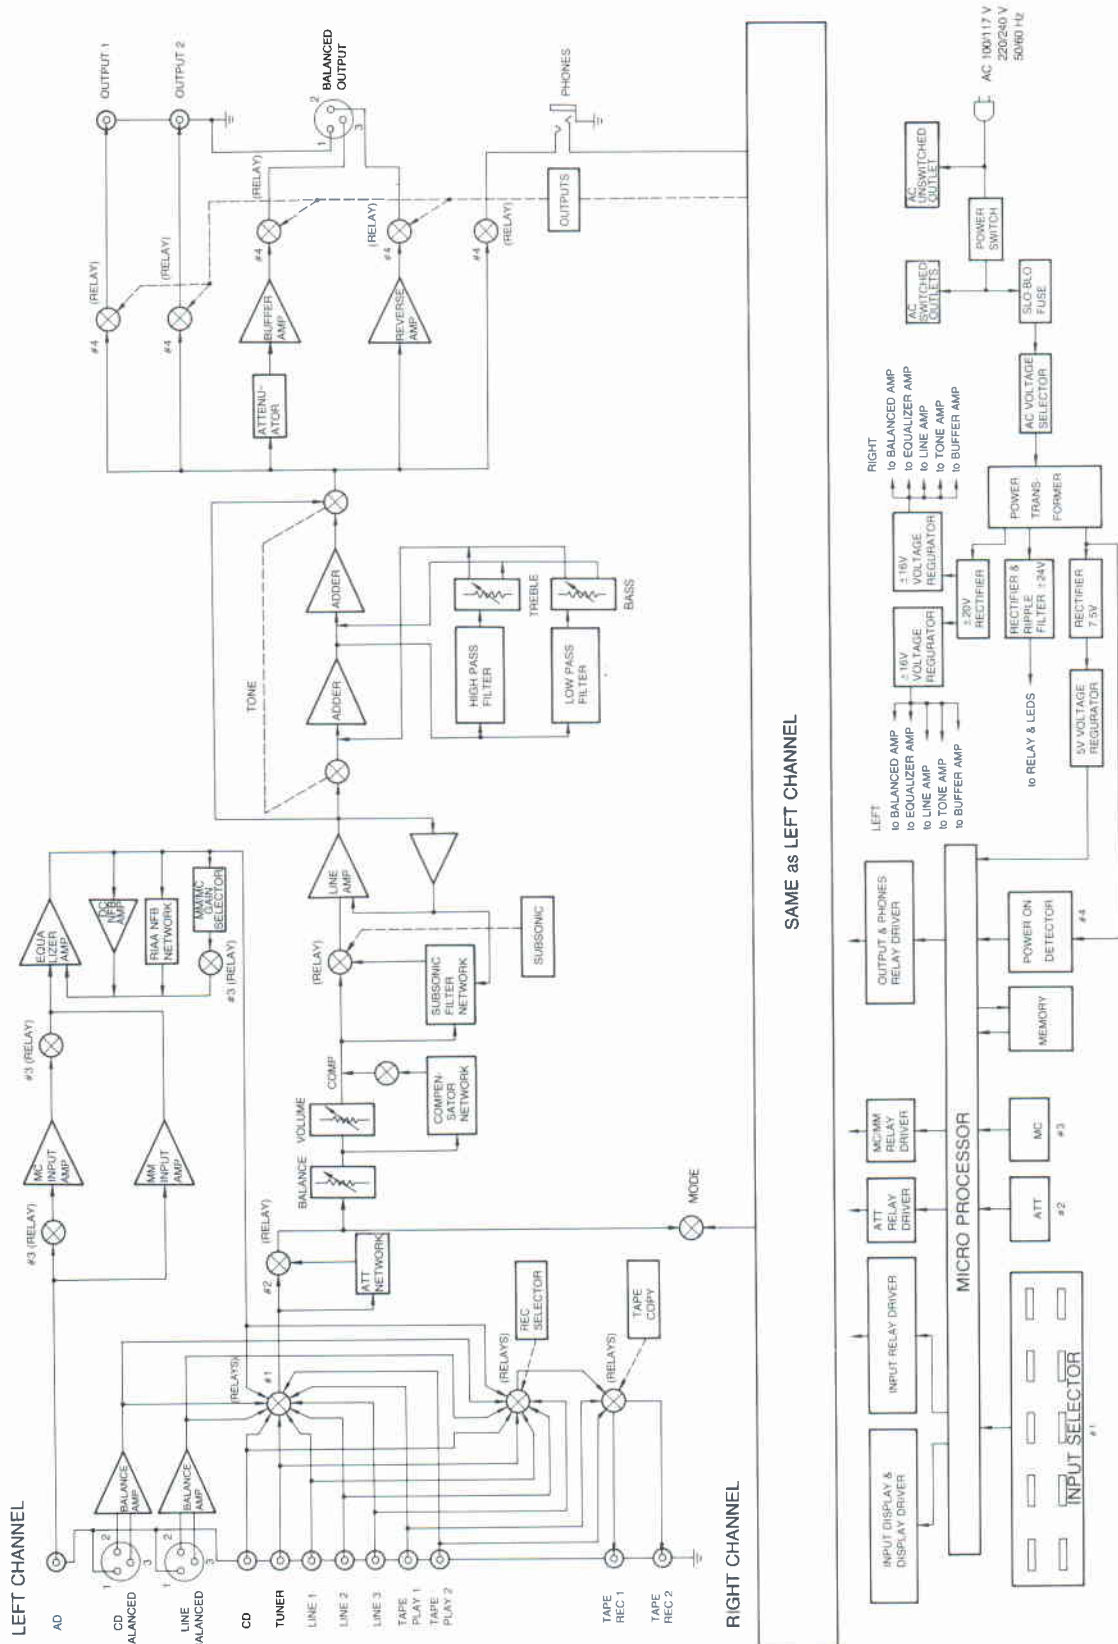 LEFT CHANNEL
AD
CD
ALANCED
LINE
ALANCED
CD
TUNER
LINE 1
LINE 2
LINE 3
TAPE
PLAY 1
TAPE
PLAY 2
TAPE
REC 1
TAPE
REC 2
1
2
3
1
2
3
BALANCE
AMP
BALANCE
AMP
#3 (RELAY)
MC
INPUT
AMP
MM
INPUT
AMP
#3 (RELAY)
EQUA
LIZER
AMP
DC
NFB
AMP
RIAA NFB
NETWORK
MM/MC
GAIN
SELECTOR
#3 (RELAY)
(RELAYS)
#1
#2
(RELAY)
ATT
NETWORK
REC
SELECTOR
(RELAYS)
TAPE
COPY
(RELAYS)
MODE
BALANCE
VOLUME
COMP
COMPEN-
SATOR
NETWORK
(RELAY)
SUBSONIC
FILTER
NETWORK
SUBSONIC
LINE
AMP
TONE
ADDER
ADDER
HIGH PASS
FILTER
LOW PASS
FILTER
TREBLE
BASS
ATTENU-
ATOR
BUFFER
AMP
REVERSE
AMP
#4
(RELAY)
#4
(RELAY)
#4
(RELAY)
#4
(RELAY)
#4
(RELAY)
OUTPUTS
OUTPUT 1
OUTPUT 2
1
2
3
BALANCED
OUTPUT
PHONES
RIGHT CHANNEL
SAME as LEFT CHANNEL
INPUT DISPLAY &
DISPLAY DRIVER
INPUT RELAY DRIVER
ATT
RELAY
DRIVER
MC/MM
RELAY
DRIVER
OUTPUT & PHONES
RELAY DRIVER
MICRO PROCESSOR
INPUT SELECTOR
#1
ATT
#2
MC
#3
MEMORY
POWER ON
DETECTOR
#4
LEFT
to BALANCED AMP
to EQUALIZER AMP
to LINE AMP
to TONE AMP
to BUFFER AMP
to RELAY & LEDS
5V VOLTAGE
REGURATOR
±16V
VOLTAGE
REGURATOR
±16V
VOLTAGE
REGURATOR
±20V
RECTIFIER
RECTIFIER &
RIPPLE
FILTER ±24V
RECTIFIER
7.5V
RIGHT
to BALANCED AMP
to EQUALIZER AMP
to LINE AMP
to TONE AMP
to BUFFER AMP
POWER
TRANS-
FORMER
AC VOLTAGE
SELECTOR
SLO-BLO
FUSE
AC
SWITCHED
OUTLETS
POWER
SWITCH
AC
UNSWITCHED
OUTLET
AC 100/117 V
220/240 V
50/60 Hz